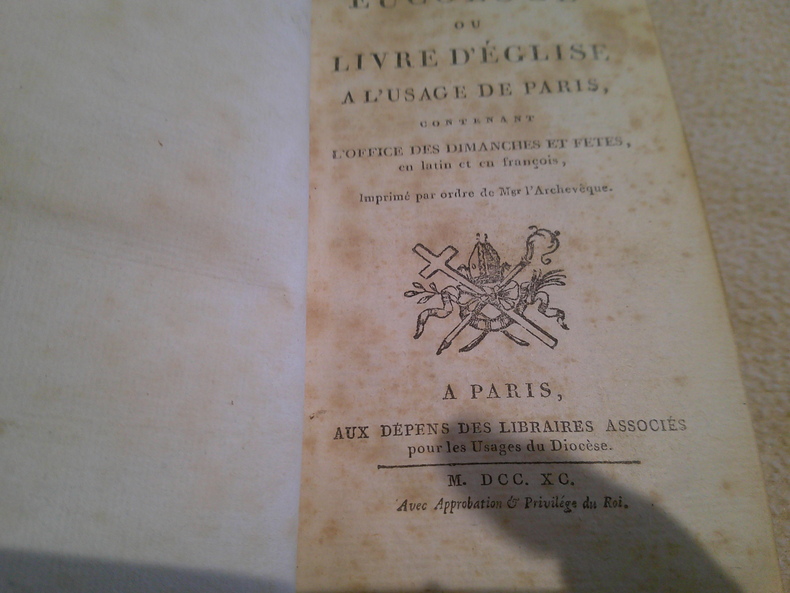 OU
LIVRE D'ÉGLISE
A L'USAGE DE PARIS,
CONTENANT
L'OFFICE DES DIMANCHES ET FETES,
en latin et en françois,
Imprimé par ordre de Mgr l'Archevêque.
A PARIS,
AUX DÉPENS DES LIBRAIRES ASSOCIÉS
pour les Usages du Diocèse.
M. DCC. XC.
Avec Approbation & Privilége du Roi.